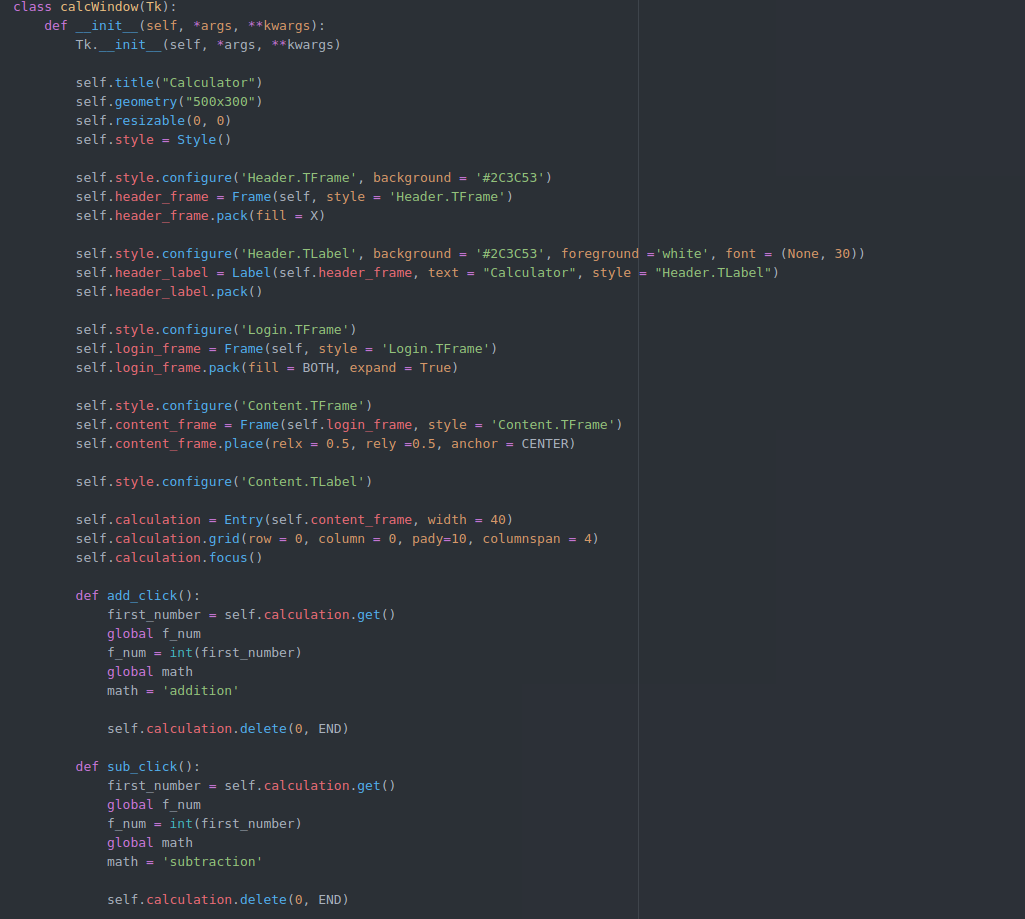 class calcWindow(Tk):
    def __init__(self, *args, **kwargs):
        Tk.__init__(self, *args, **kwargs)

        self.title("Calculator")
        self.geometry("500x300")
        self.resizable(0, 0)
        self.style = Style()

        self.style.configure('Header.TFrame', background = '#2C3C53')
        self.header_frame = Frame(self, style = 'Header.TFrame')
        self.header_frame.pack(fill = X)

        self.style.configure('Header.TLabel', background = '#2C3C53', foreground ='white', font = (None, 30))
        self.header_label = Label(self.header_frame, text = "Calculator", style = "Header.TLabel")
        self.header_label.pack()

        self.style.configure('Login.TFrame')
        self.login_frame = Frame(self, style = 'Login.TFrame')
        self.login_frame.pack(fill = BOTH, expand = True)

        self.style.configure('Content.TFrame')
        self.content_frame = Frame(self.login_frame, style = 'Content.TFrame')
        self.content_frame.place(relx = 0.5, rely =0.5, anchor = CENTER)

        self.style.configure('Content.TLabel')

        self.calculation = Entry(self.content_frame, width = 40)
        self.calculation.grid(row = 0, column = 0, pady=10, columnspan = 4)
        self.calculation.focus()

        def add_click():
            first_number = self.calculation.get()
            global f_num
            f_num = int(first_number)
            global math
            math = 'addition'

            self.calculation.delete(0, END)

        def sub_click():
            first_number = self.calculation.get()
            global f_num
            f_num = int(first_number)
            global math
            math = 'subtraction'

            self.calculation.delete(0, END)